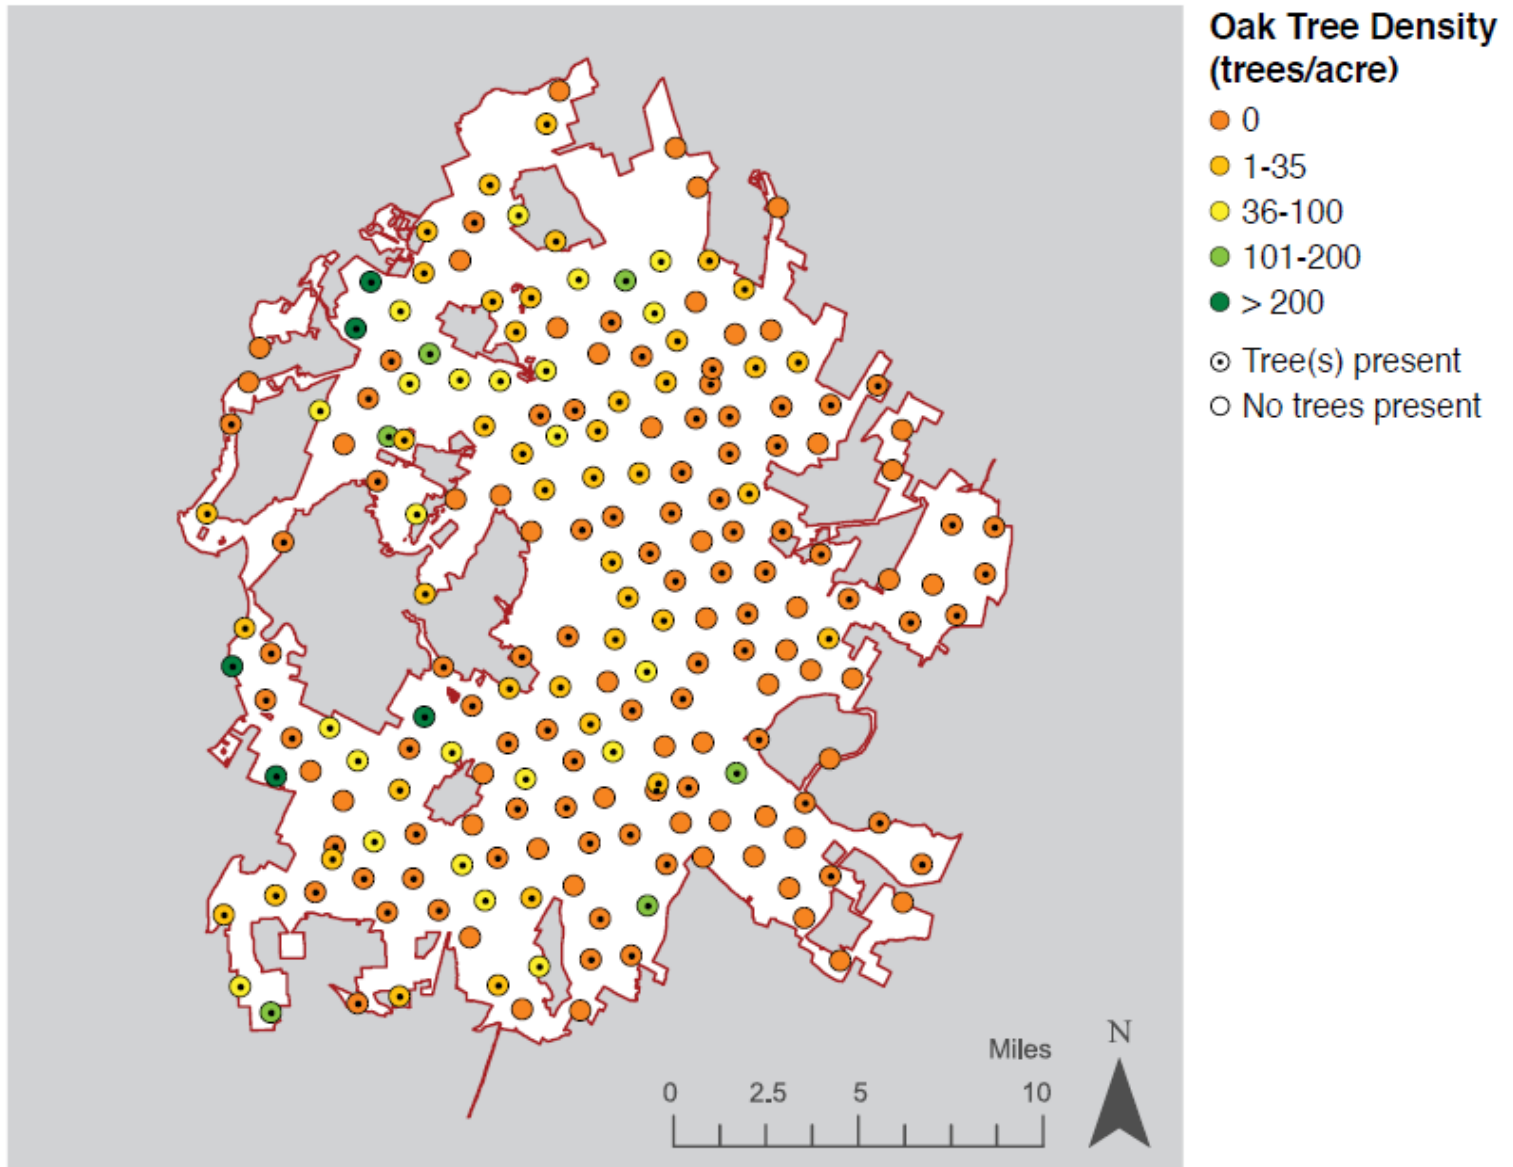 Oak Tree Density
(trees/acre)
0
1-35
36-100
101-200
> 200
Tree(s) present
No trees present
N
Miles
0 2.5 5 10